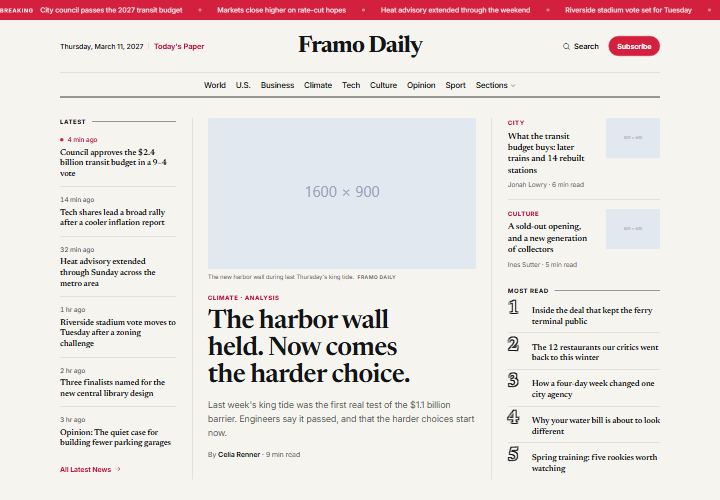 BREAKING City council passes the 2027 transit budget • Markets close higher on rate-cut hopes • Heat advisory extended through the weekend • Riverside stadium vote set for Tuesday •
Thursday, March 11, 2027 | Today's Paper
Framo Daily
Search
Subscribe
World U.S. Business Climate Tech Culture Opinion Sport Sections
LATEST
4 min ago
Council approves the $2.4
billion transit budget in a 9–4
vote
14 min ago
Tech shares lead a broad rally
after a cooler inflation report
32 min ago
Heat advisory extended
through Sunday across the
metro area
1 hr ago
Riverside stadium vote moves to
Tuesday after a zoning
challenge
2 hr ago
Three finalists named for the
new central library design
3 hr ago
Opinion: The quiet case for
building fewer parking garages
All Latest News →
1600 × 900
The new harbor wall during last Thursday's king tide. FRAMO DAILY
CLIMATE · ANALYSIS
The harbor wall
held. Now comes
the harder choice.
Last week's king tide was the first real test of the $1.1 billion
barrier. Engineers say it passed, and that the harder choices start
now.
By Celia Renner · 9 min read
CITY
What the transit
budget buys: later
trains and 14 rebuilt
stations
Jonah Lowry · 6 min read
CULTURE
A sold-out opening,
and a new generation
of collectors
Ines Sutter · 5 min read
MOST READ
1 Inside the deal that kept the ferry
terminal public
2 The 12 restaurants our critics went
back to this winter
3 How a four-day week changed one
city agency
4 Why your water bill is about to look
different
5 Spring training: five rookies worth
watching